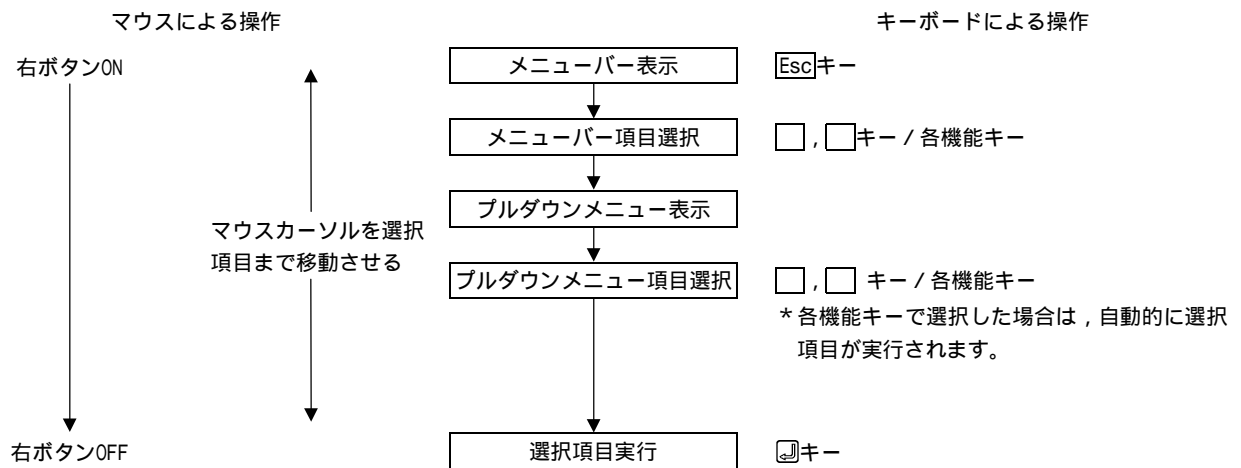 マウスによる操作
キーボードによる操作
右ボタンON
メニューバー表示
Escキー
メニューバー項目選択
, キー / 各機能キー
プルダウンメニュー表示
マウスカーソルを選択
項目まで移動させる
プルダウンメニュー項目選択
, キー / 各機能キー
*各機能キーで選択した場合は , 自動的に選択
項目が実行されます。
右ボタンOFF
選択項目実行
↵キー